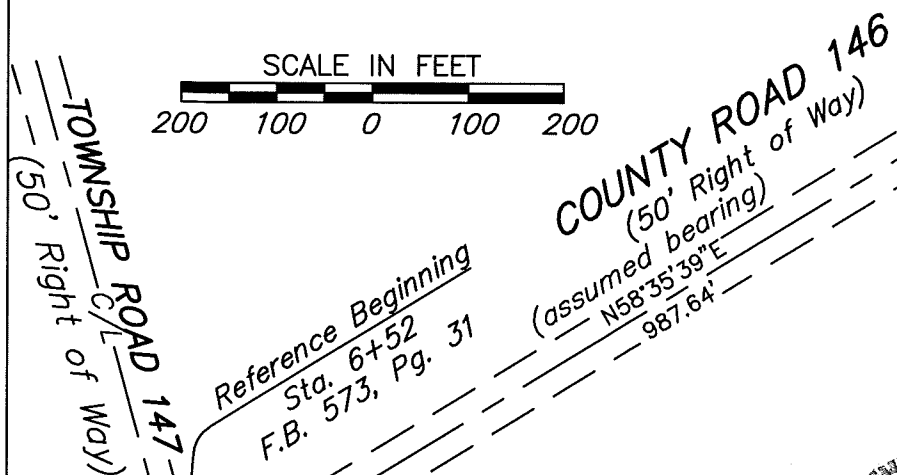 SCALE IN FEET
200 100 0 100 200
TOWNSHIP ROAD 147
C/L
(50' Right of Way)
COUNTY ROAD 146
(50' Right of Way)
(assumed bearing)
N58°35'39"E
987.64'
Reference Beginning
Sta. 6+52
F.B. 573, Pg. 31